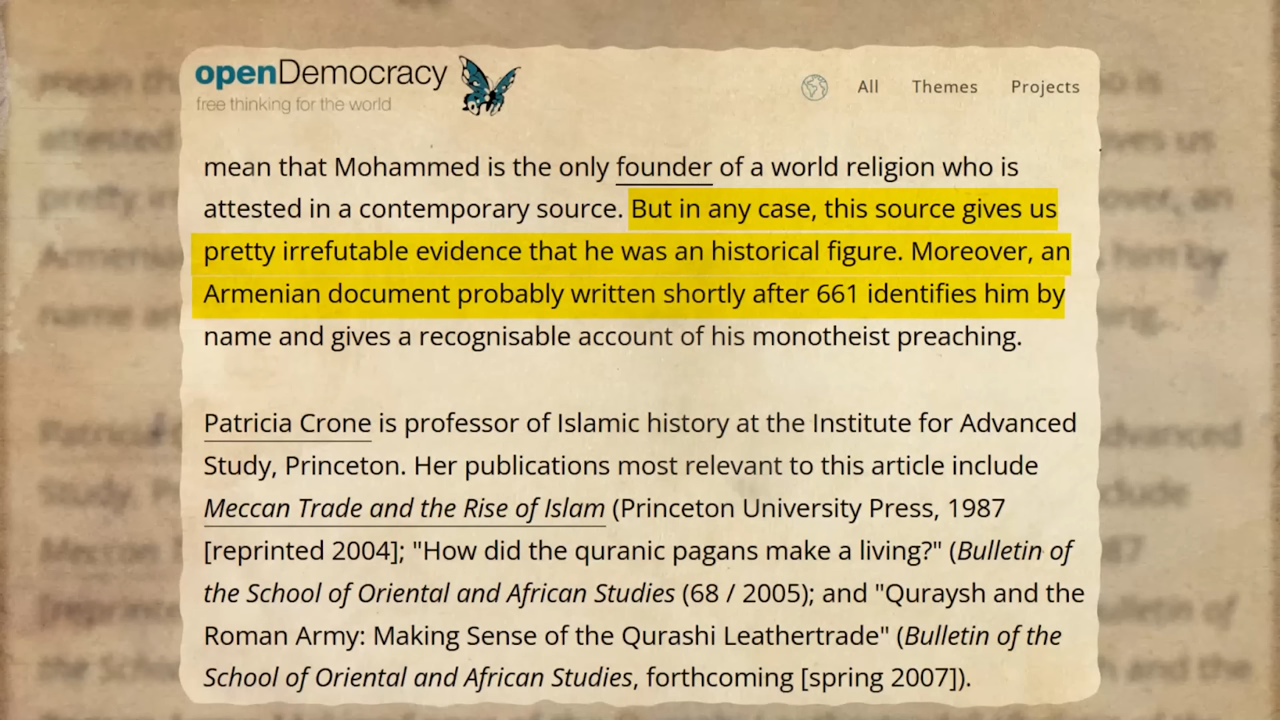 openDemocracy
free thinking for the world
All Themes Projects
mean that Mohammed is the only founder of a world religion who is
attested in a contemporary source. But in any case, this source gives us
pretty irrefutable evidence that he was an historical figure. Moreover, an
Armenian document probably written shortly after 661 identifies him by
name and gives a recognisable account of his monotheist preaching.
Patricia Crone is professor of Islamic history at the Institute for Advanced
Study, Princeton. Her publications most relevant to this article include
Meccan Trade and the Rise of Islam (Princeton University Press, 1987
[reprinted 2004]; "How did the quranic pagans make a living?" (Bulletin of
the School of Oriental and African Studies (68 / 2005); and "Quraysh and the
Roman Army: Making Sense of the Qurashi Leathertrade" (Bulletin of the
School of Oriental and African Studies, forthcoming [spring 2007]).